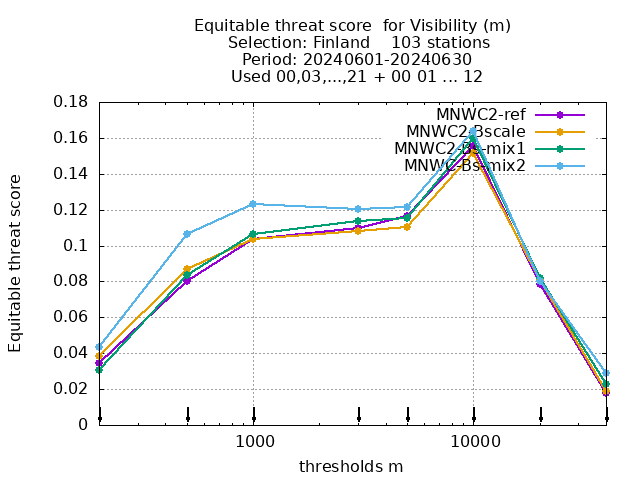 Equitable threat score  for Visibility (m)
Selection: Finland    103 stations
Period: 20240601-20240630
Used 00,03,...,21 + 00 01 ... 12
MNWC2-ref
MNWC2-Bscale
MNWC2-Bs-mix1
MNWC-Bs-mix2
0.18
0.16
0.14
0.12
0.1
0.08
0.06
0.04
0.02
0
Equitable threat score
1000
10000
thresholds m